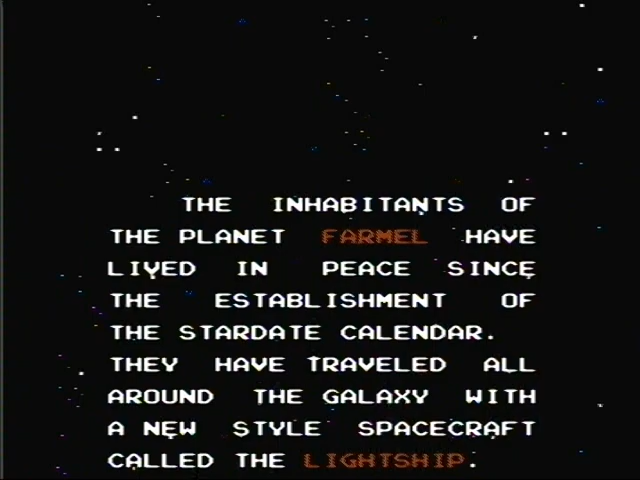 THE INHABITANTS OF
THE PLANET FARMEL HAVE
LIVED IN PEACE SINCE
THE ESTABLISHMENT OF
THE STARDATE CALENDAR.
THEY HAVE TRAVELED ALL
AROUND THE GALAXY WITH
A NEW STYLE SPACECRAFT
CALLED THE LIGHTSHIP.